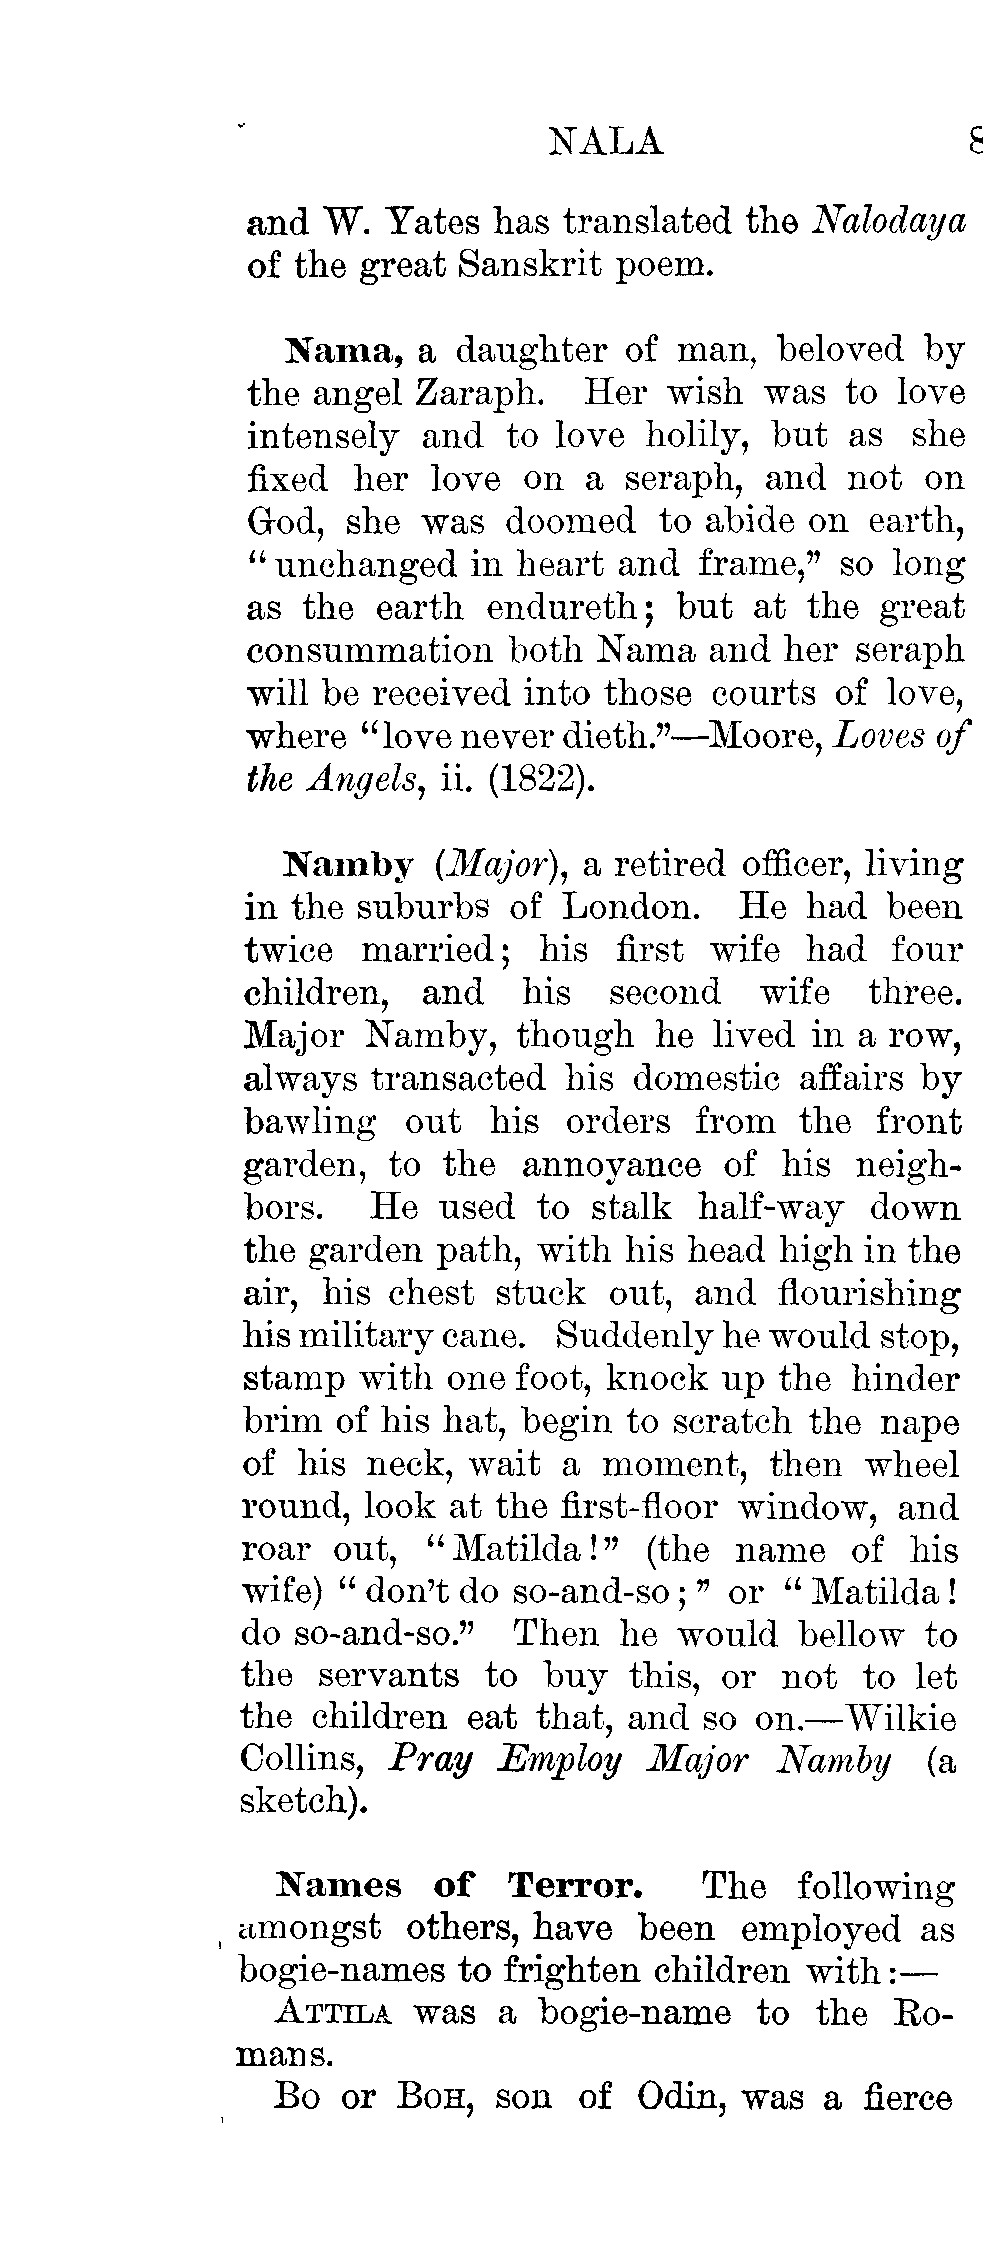 NALA
and W. Yates has translated the Nalodaya
of the great Sanskrit poem.
Nama, a daughter of man, beloved by
the angel Zaraph. Her wish was to love
intensely and to love holily, but as she
fixed her love on a seraph, and not on
God, she was doomed to abide on earth,
“unchanged in heart and frame,” so long
as the earth endureth; but at the great
consummation both Nama and her seraph
will be received into those courts of love,
where “love never dieth.”—Moore, Loves of
the Angels, ii. (1822).
Namby (Major), a retired officer, living
in the suburbs of London. He had been
twice married; his first wife had four
children, and his second wife three.
Major Namby, though he lived in a row,
always transacted his domestic affairs by
bawling out his orders from the front
garden, to the annoyance of his neigh-
bors. He used to stalk half-way down
the garden path, with his head high in the
air, his chest stuck out, and flourishing
his military cane. Suddenly he would stop,
stamp with one foot, knock up the hinder
brim of his hat, begin to scratch the nape
of his neck, wait a moment, then wheel
round, look at the first-floor window, and
roar out, “Matilda!” (the name of his
wife) “don’t do so-and-so;” or “Matilda!
do so-and-so.” Then he would bellow to
the servants to buy this, or not to let
the children eat that, and so on.—Wilkie
Collins, Pray Employ Major Namby (a
sketch).
Names of Terror. The following
amongst others, have been employed as
bogie-names to frighten children with:—
ATTILA was a bogie-name to the Ro-
mans.
Bo or BOH, son of Odin, was a fierce